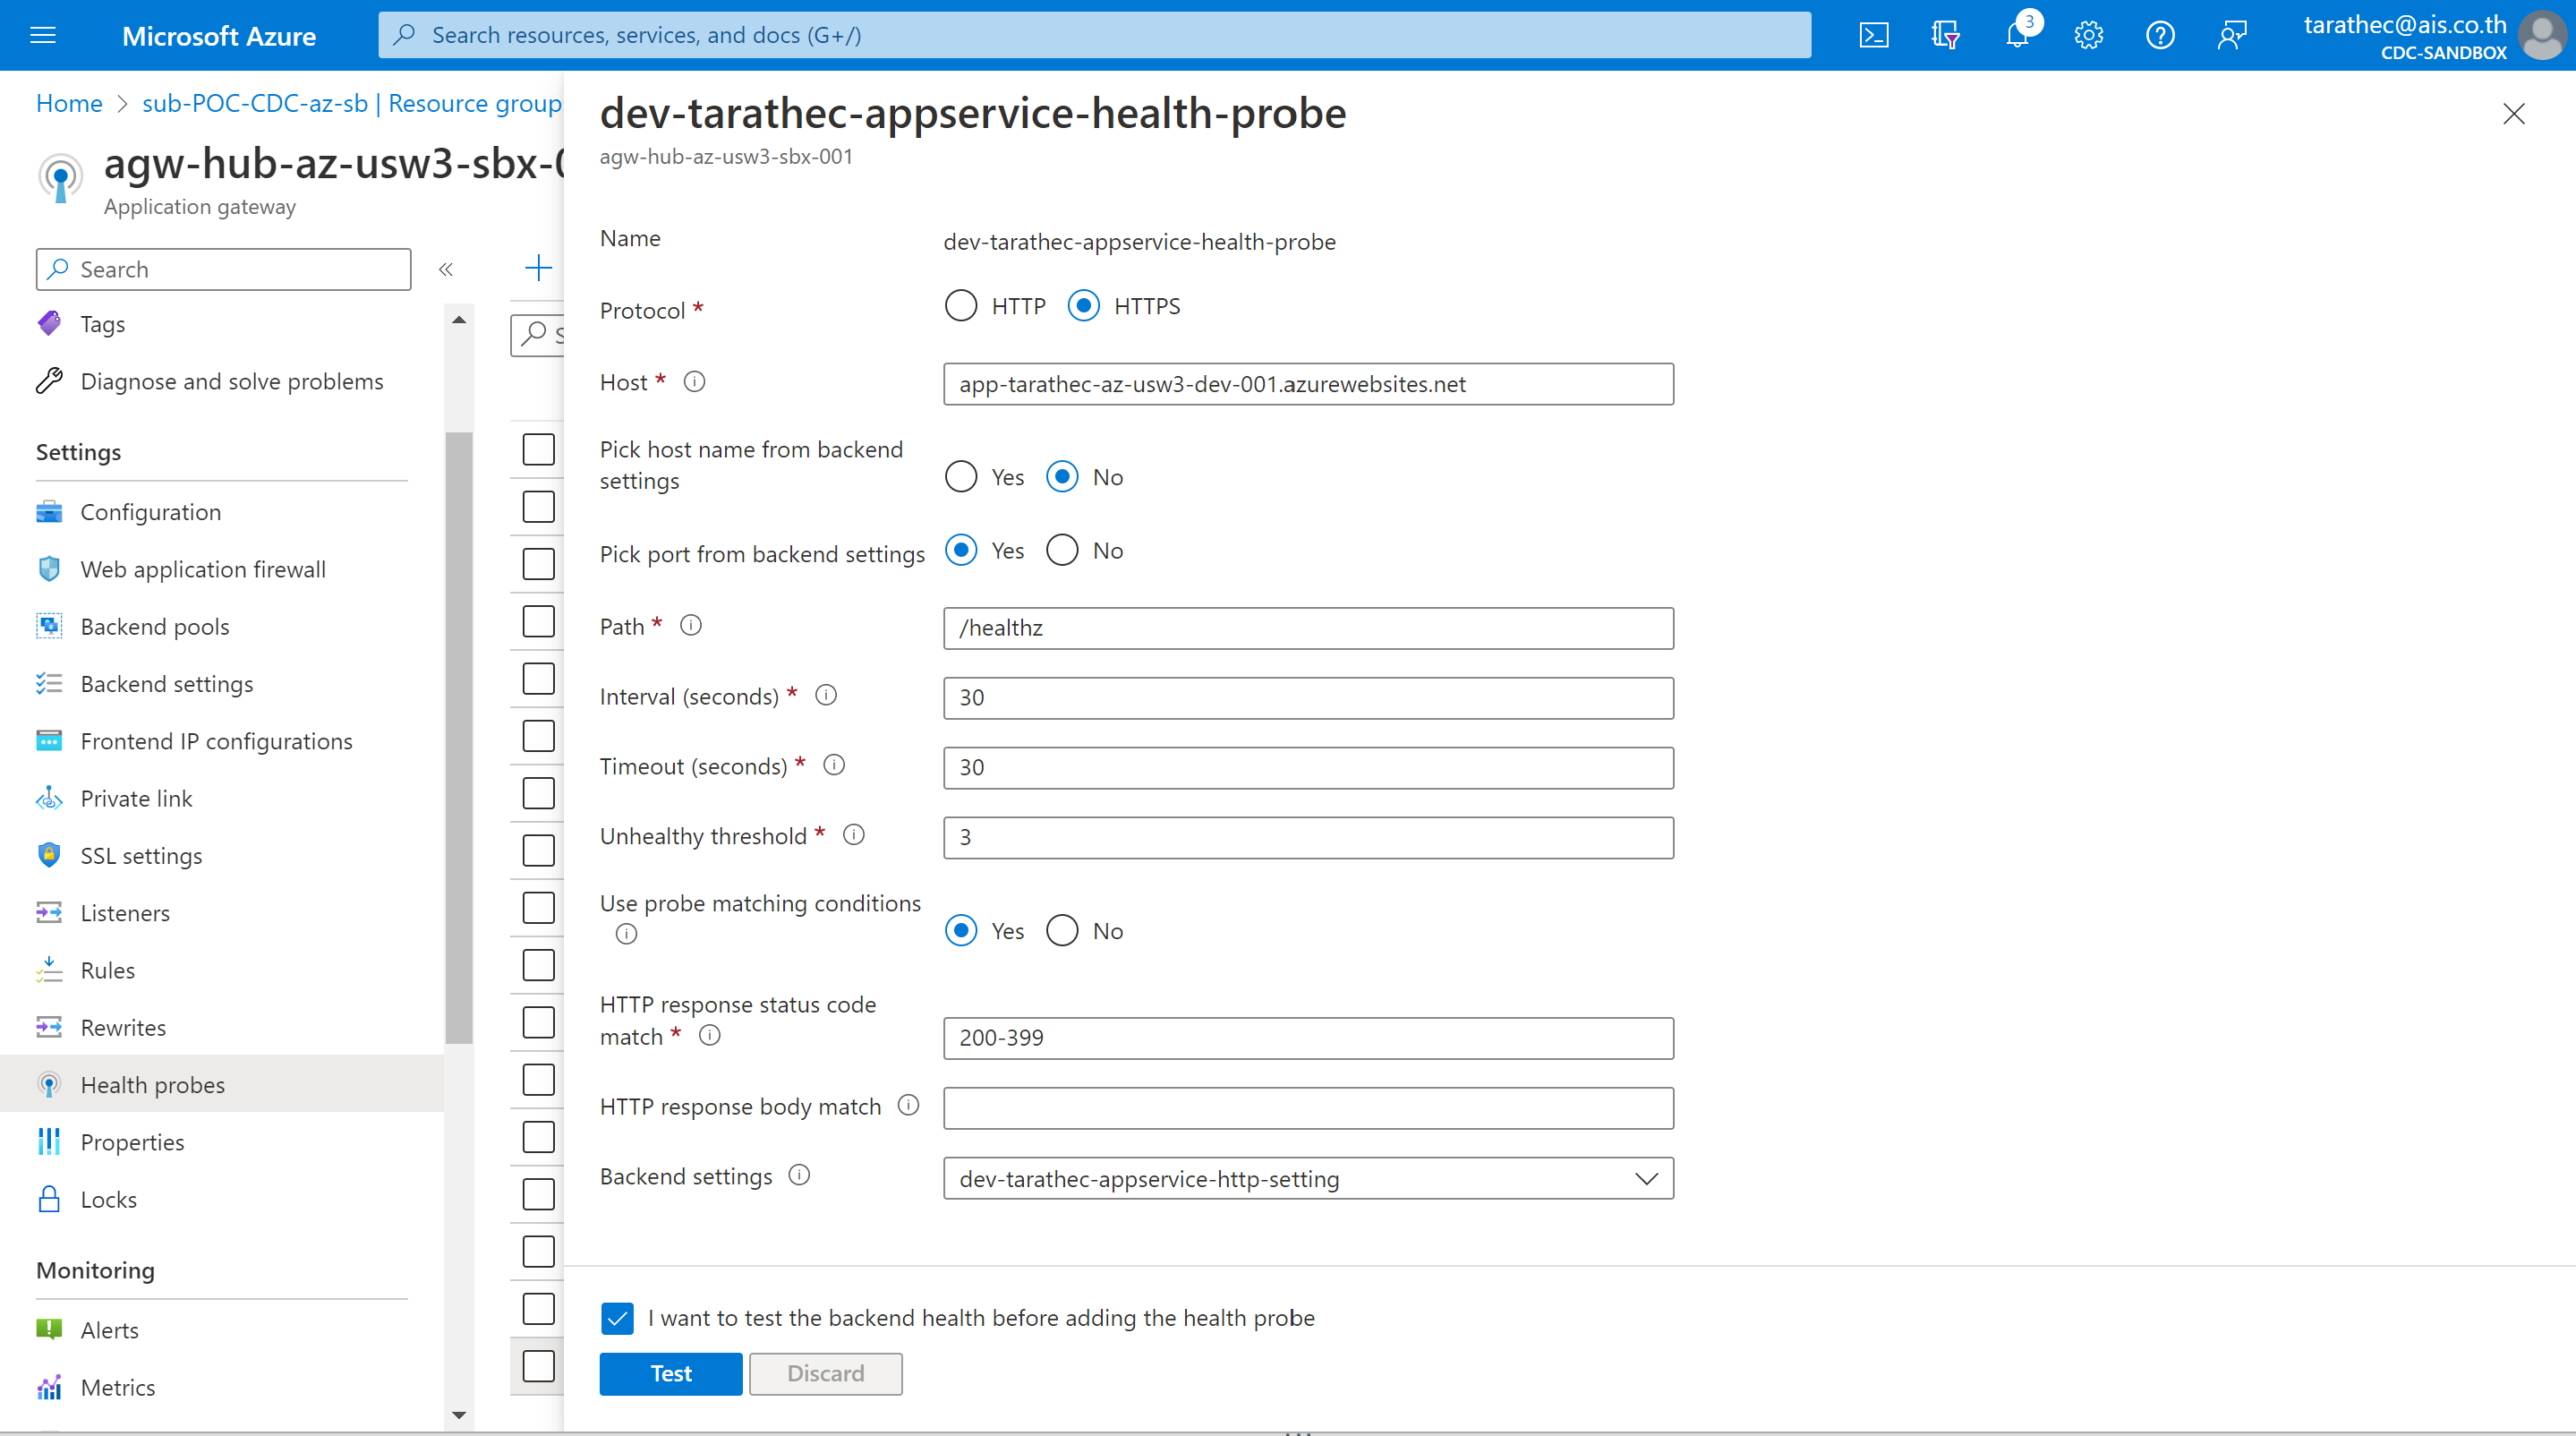 Microsoft Azure
Search resources, services, and docs (G+/)
3
tarathec@ais.co.th
CDC-SANDBOX
Home > sub-POC-CDC-az-sb | Resource group
agw-hub-az-usw3-sbx-0
Application gateway
Search
Tags
Diagnose and solve problems
Settings
Configuration
Web application firewall
Backend pools
Backend settings
Frontend IP configurations
Private link
SSL settings
Listeners
Rules
Rewrites
Health probes
Properties
Locks
Monitoring
Alerts
Metrics
dev-tarathec-appservice-health-probe
agw-hub-az-usw3-sbx-001
Name
dev-tarathec-appservice-health-probe
Protocol *
HTTP HTTPS
Host *
app-tarathec-az-usw3-dev-001.azurewebsites.net
Pick host name from backend
settings
Yes No
Pick port from backend settings
Yes No
Path *
/healthz
Interval (seconds) *
30
Timeout (seconds) *
30
Unhealthy threshold *
3
Use probe matching conditions
Yes No
HTTP response status code
match *
200-399
HTTP response body match
Backend settings
dev-tarathec-appservice-http-setting
I want to test the backend health before adding the health probe
Test Discard